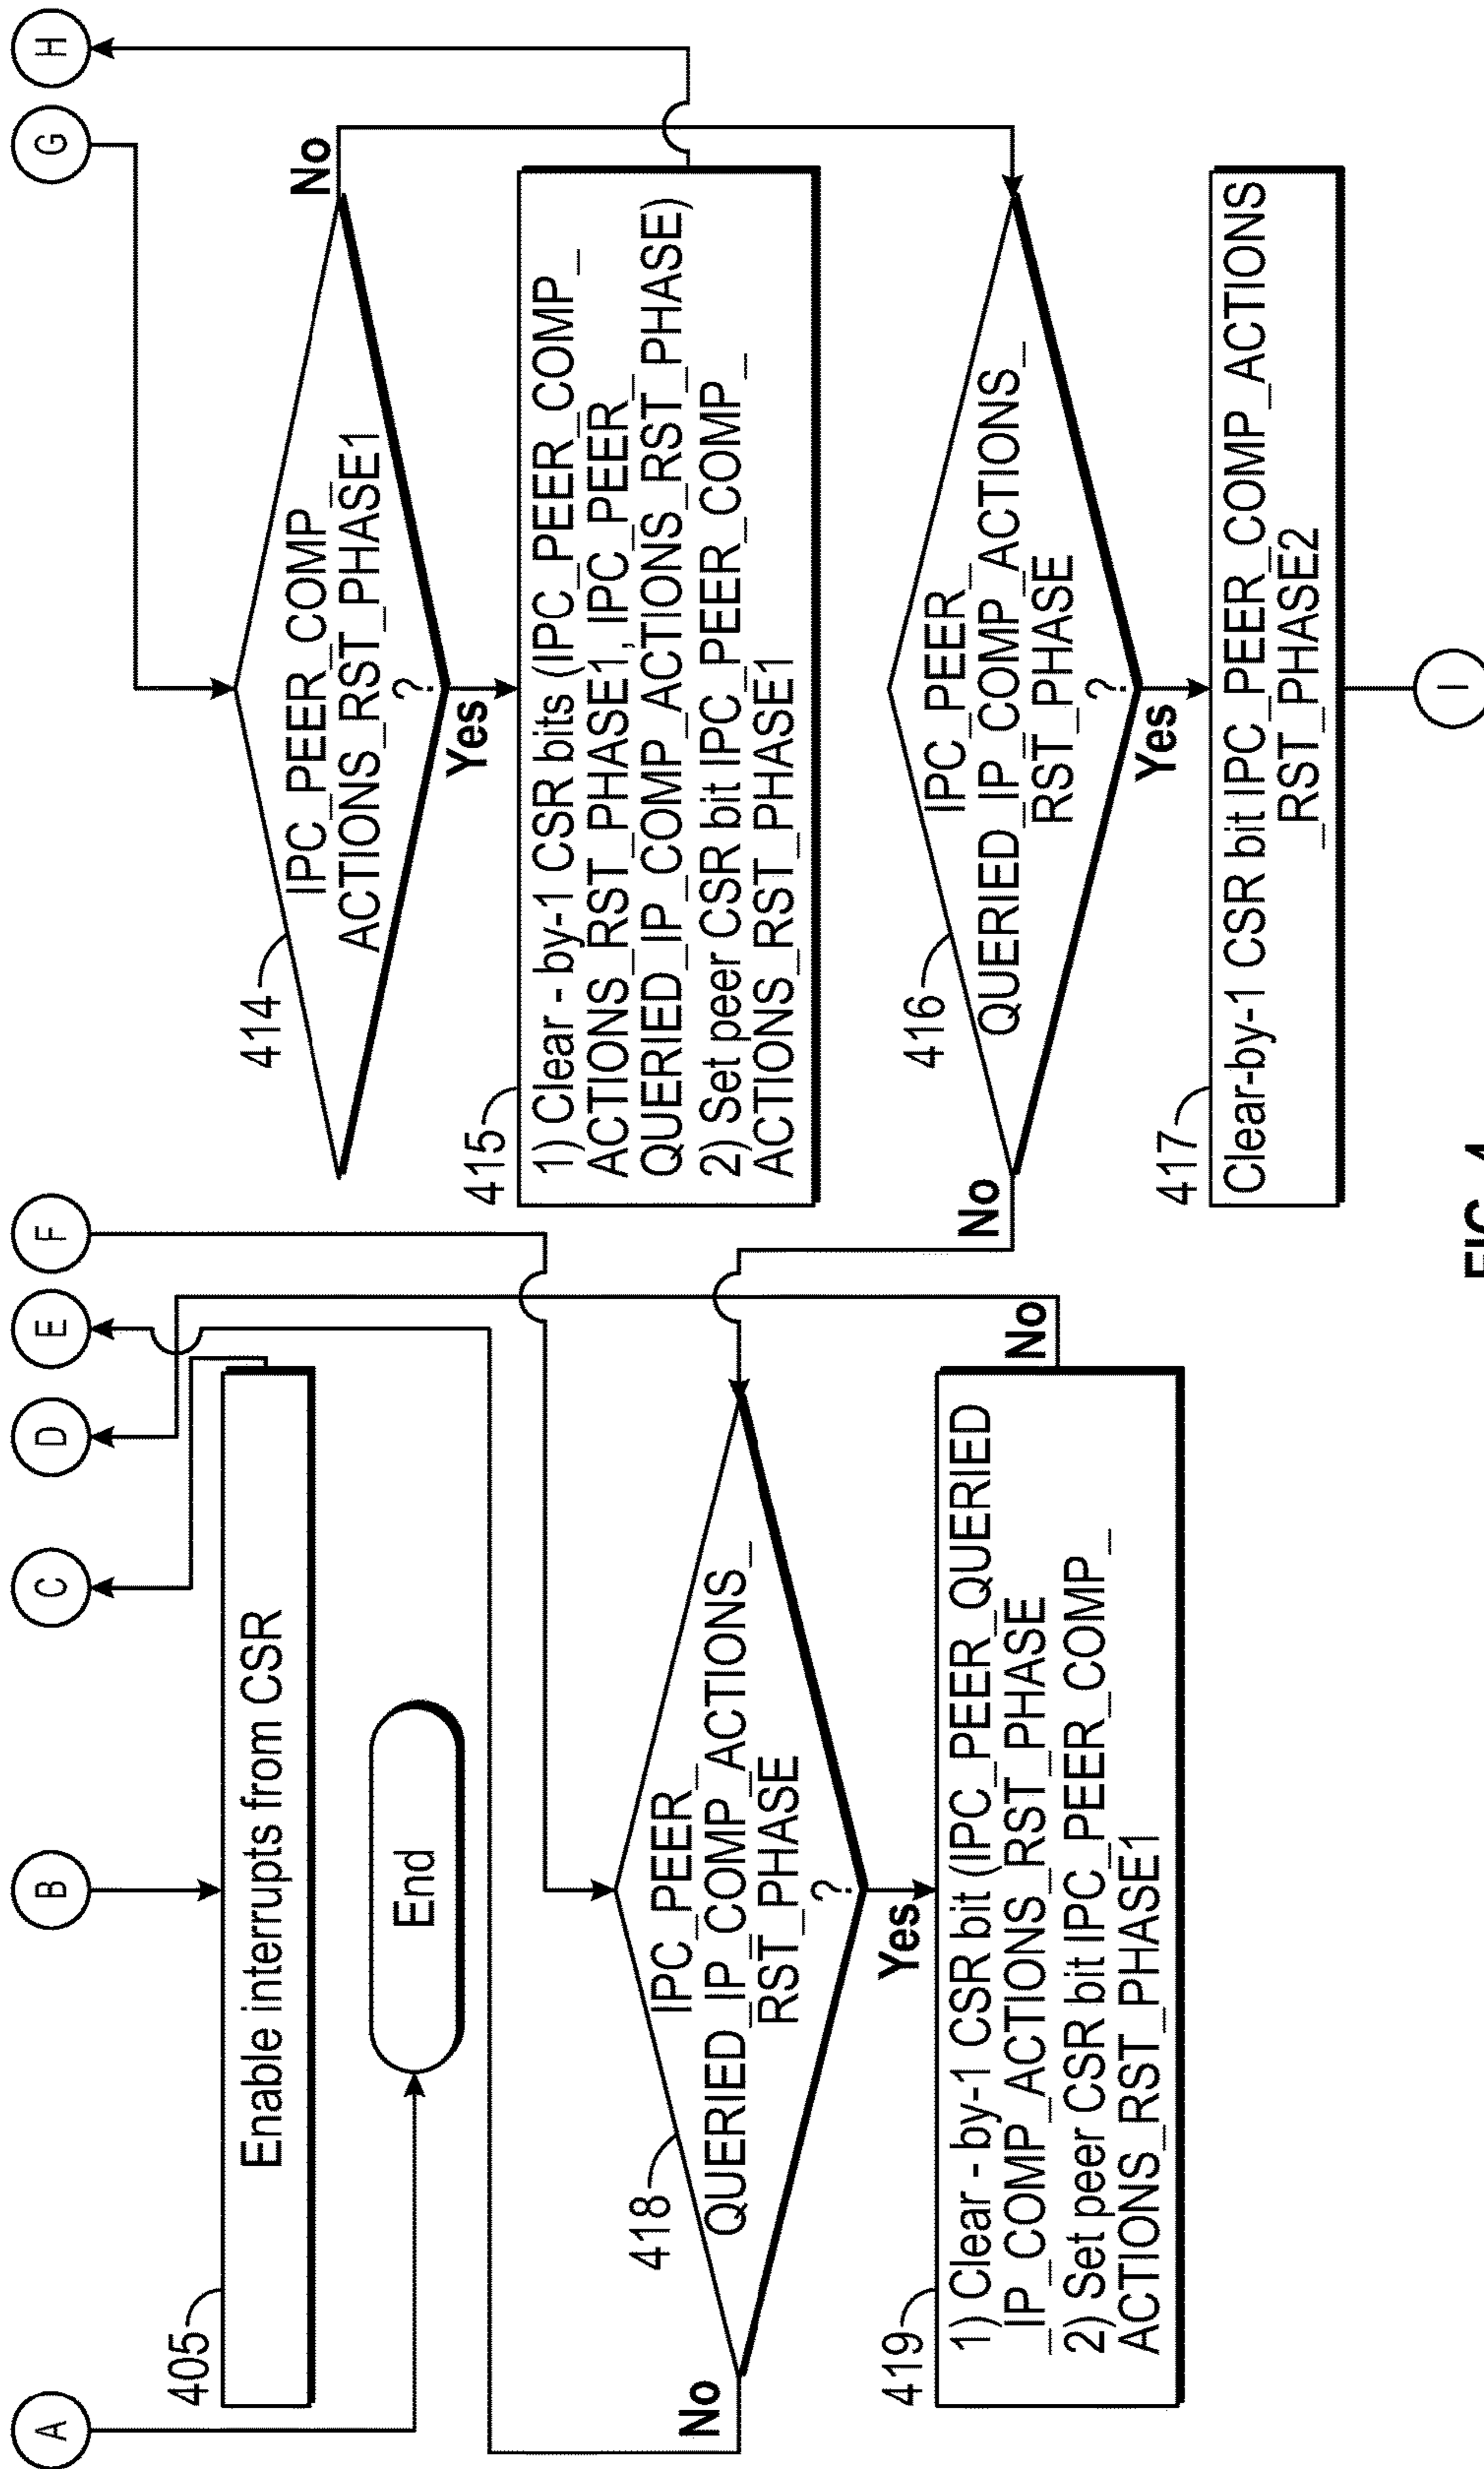 A
B
C
D
E
F
G
H
405
Enable interrupts from CSR
End
418
IPC_PEER_
QUERIED_IP_COMP_ACTIONS_
RST_PHASE
?
No
Yes
419
1) Clear - by-1 CSR bit (IPC_PEER_QUERIED
_IP_COMP_ACTIONS_RST_PHASE
2) Set peer CSR bit IPC_PEER_COMP_
ACTIONS_RST_PHASE1
No
414
IPC_PEER_COMP_
ACTIONS_RST_PHASE1
?
No
Yes
415
1) Clear - by-1 CSR bits (IPC_PEER_COMP_
ACTIONS_RST_PHASE1, IPC_PEER_
QUERIED_IP_COMP_ACTIONS_RST_PHASE)
2) Set peer CSR bit IPC_PEER_COMP_
ACTIONS_RST_PHASE1
416
IPC_PEER_
QUERIED_IP_COMP_ACTIONS_
RST_PHASE
?
No
Yes
417
Clear-by-1 CSR bit IPC_PEER_COMP_ACTIONS
_RST_PHASE2
I